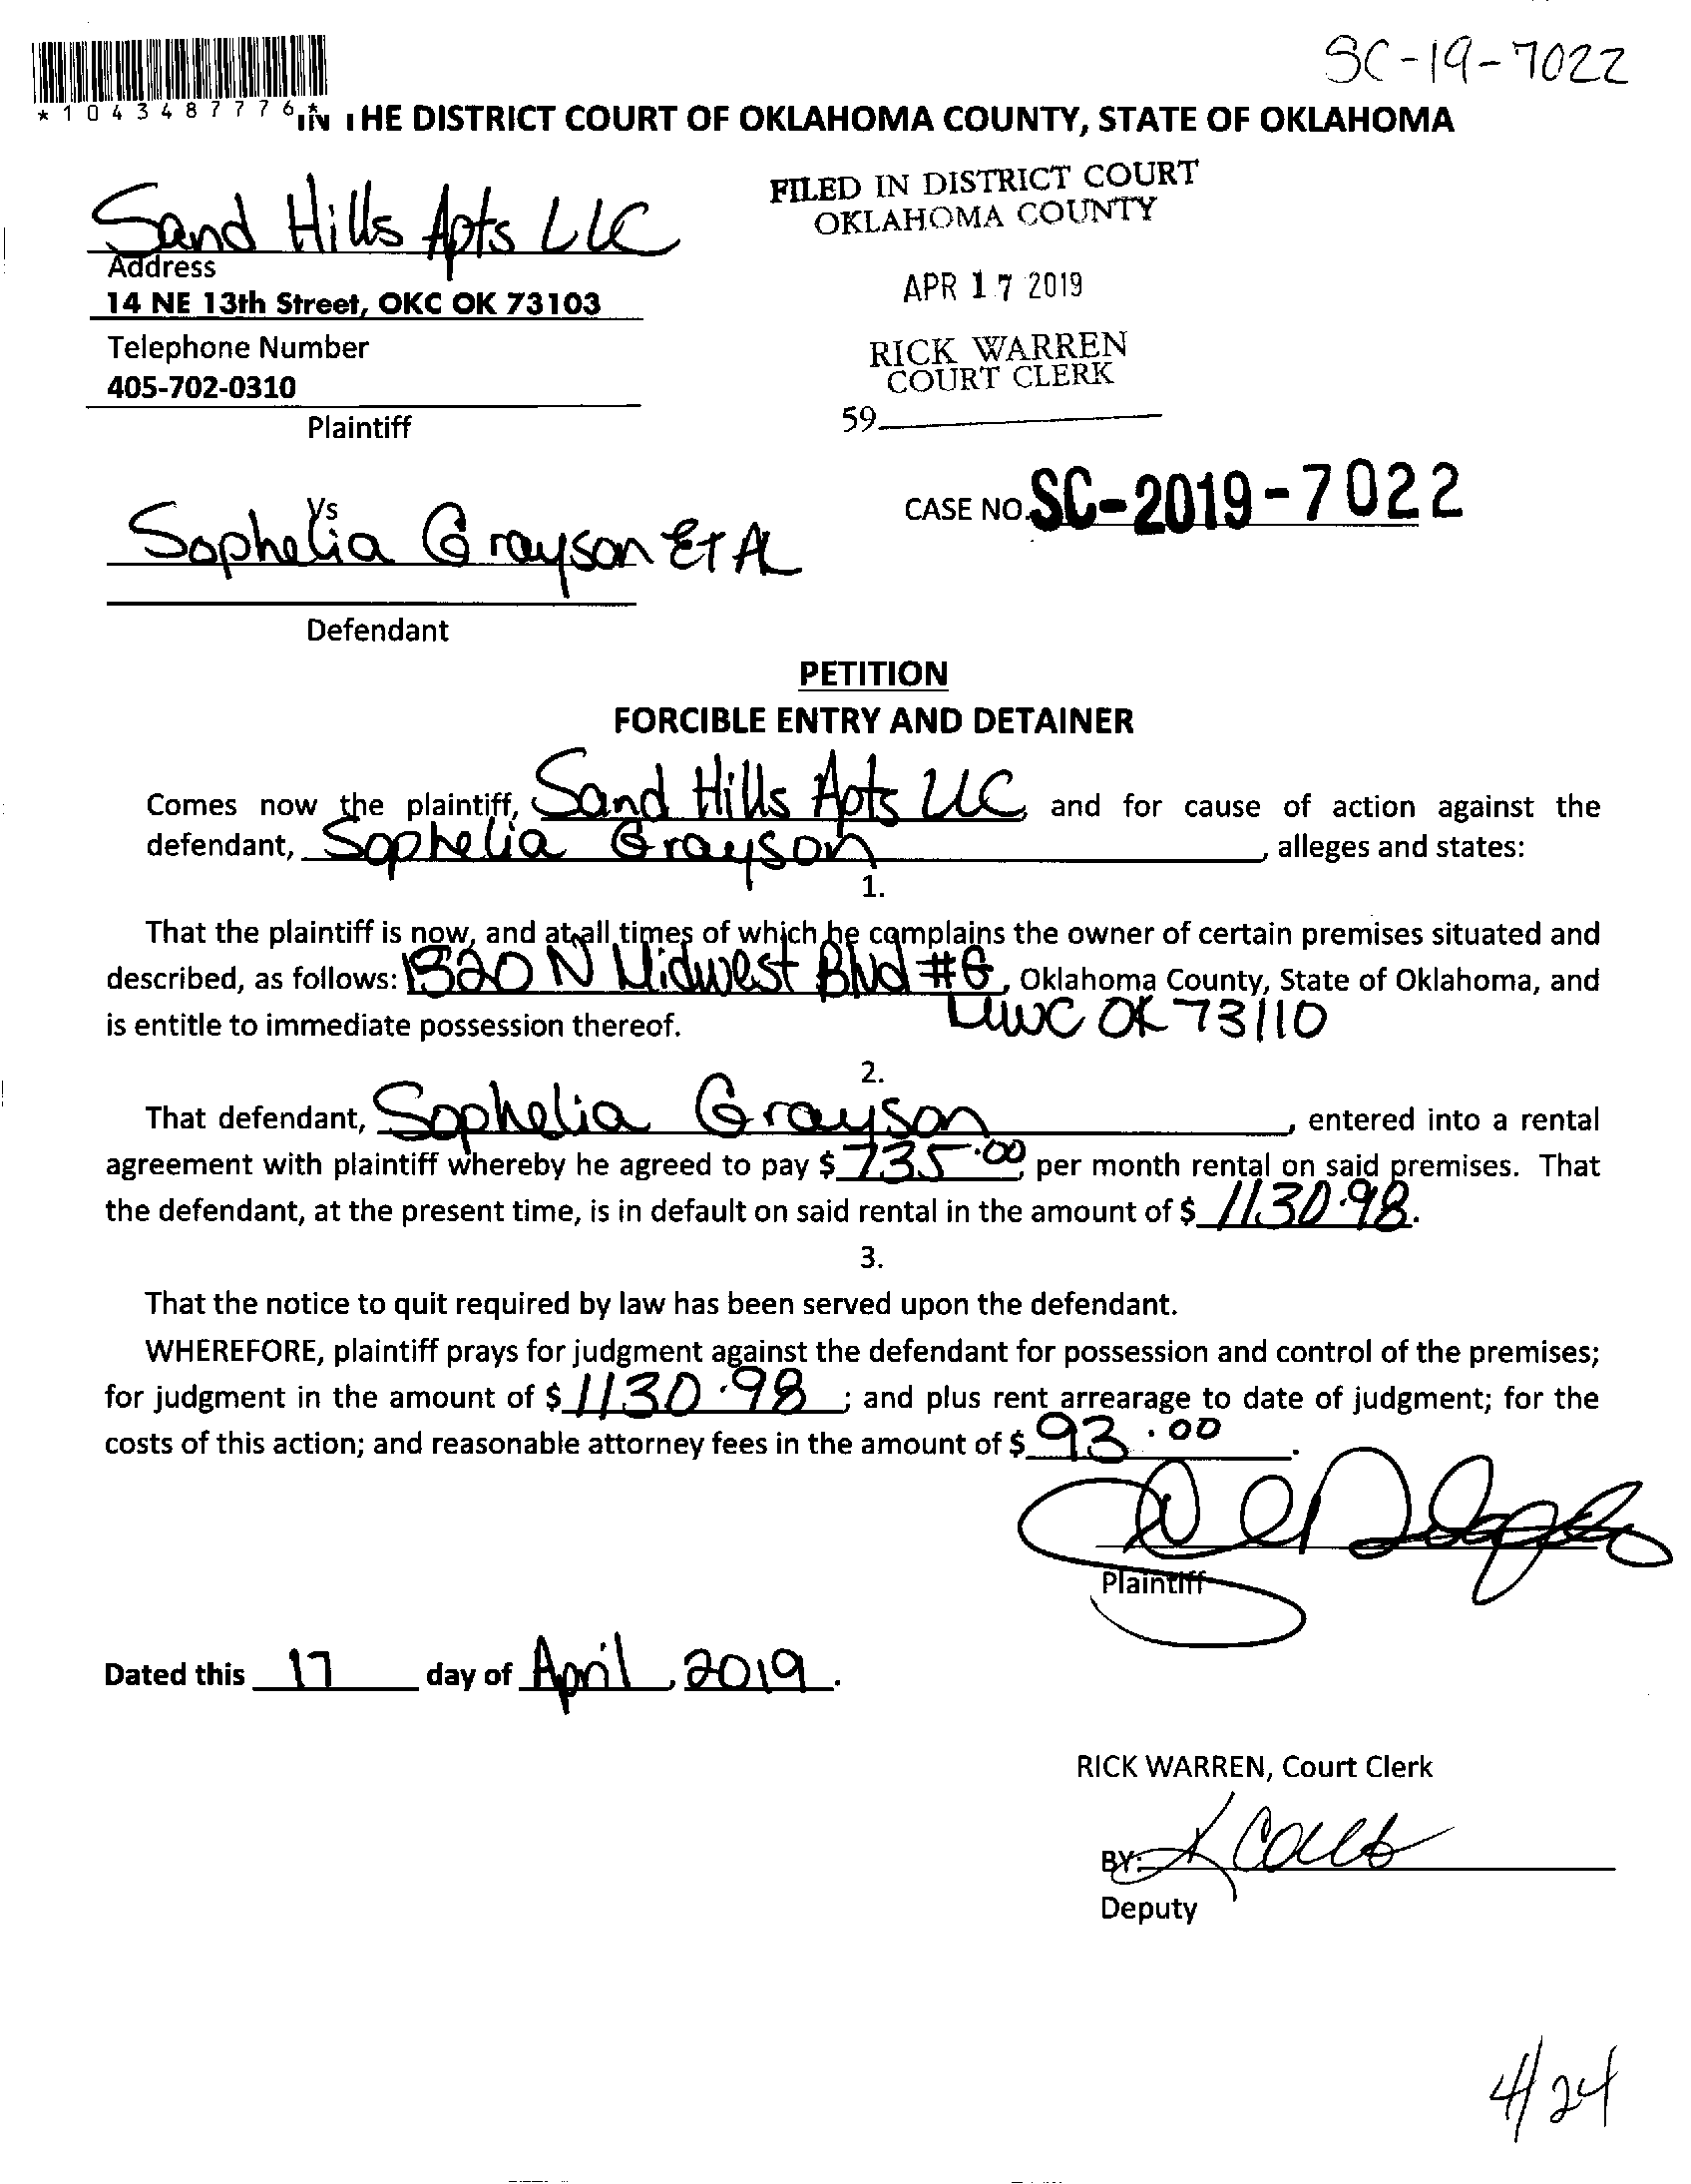 SC-19-7022
*1043487776*
IN THE DISTRICT COURT OF OKLAHOMA COUNTY, STATE OF OKLAHOMA
Sand Hills Apts LLC
Address
14 NE 13th Street, OKC OK 73103
Telephone Number
405-702-0310
Plaintiff
FILED IN DISTRICT COURT
OKLAHOMA COUNTY
APR 17 2019
RICK WARREN
COURT CLERK
59
Vs
Sophelia Grayson Et Al
Defendant
CASE NO. SC-2019-7022
PETITION
FORCIBLE ENTRY AND DETAINER
Comes now the plaintiff, Sand Hills Apts LLC, and for cause of action against the
defendant, Sophelia Grayson, alleges and states:
1.
That the plaintiff is now, and at all times of which he complains the owner of certain premises situated and
described, as follows: 1320 N Midwest Blvd #G, Oklahoma County, State of Oklahoma, and
MWC OK 73110
is entitle to immediate possession thereof.
2.
That defendant, Sophelia Grayson, entered into a rental
agreement with plaintiff whereby he agreed to pay $ 735.00, per month rental on said premises. That
the defendant, at the present time, is in default on said rental in the amount of $ 1130.98.
3.
That the notice to quit required by law has been served upon the defendant.
WHEREFORE, plaintiff prays for judgment against the defendant for possession and control of the premises;
for judgment in the amount of $ 1130.98; and plus rent arrearage to date of judgment; for the
costs of this action; and reasonable attorney fees in the amount of $ 93.00.
Plaintiff
Dated this 17 day of April, 2019.
RICK WARREN, Court Clerk
BY:
Deputy
4/24